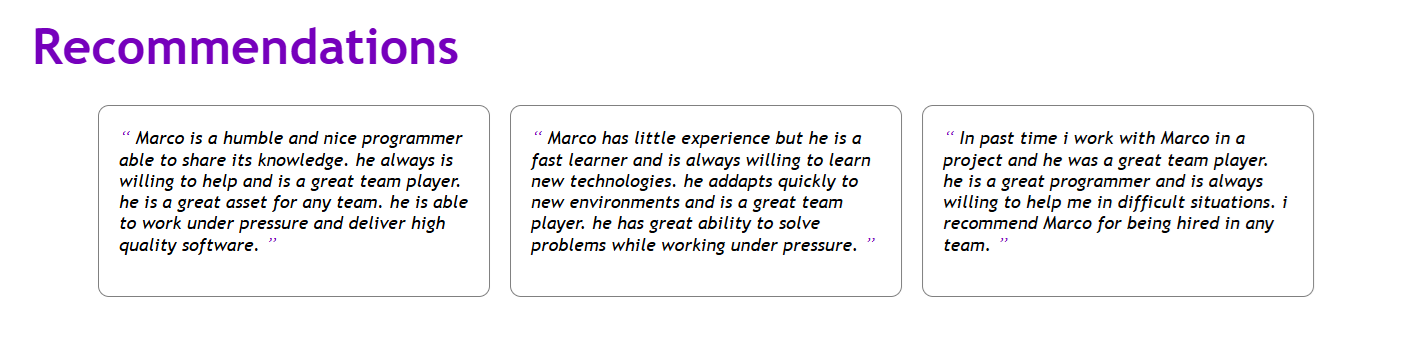 Recommendations
“ Marco is a humble and nice programmer
able to share its knowledge. he always is
willing to help and is a great team player.
he is a great asset for any team. he is able
to work under pressure and deliver high
quality software. ”
“ Marco has little experience but he is a
fast learner and is always willing to learn
new technologies. he addapts quickly to
new environments and is a great team
player. he has great ability to solve
problems while working under pressure. ”
“ In past time i work with Marco in a
project and he was a great team player.
he is a great programmer and is always
willing to help me in difficult situations. i
recommend Marco for being hired in any
team. ”